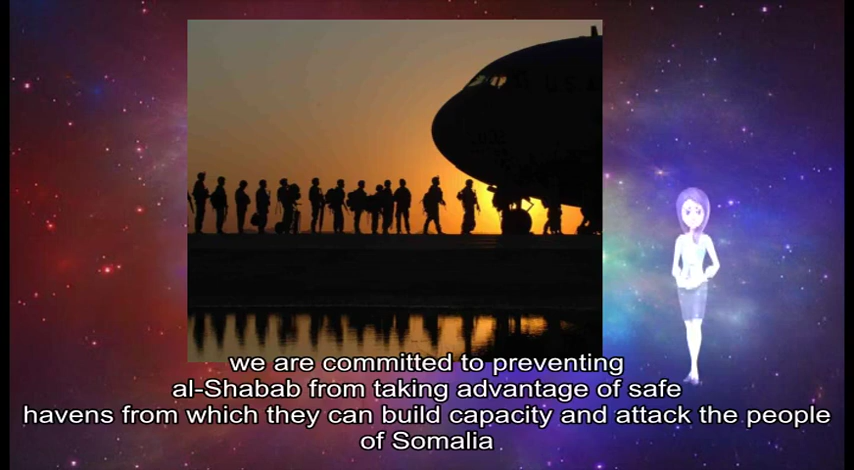 we are committed to preventing
al-Shabab from taking advantage of safe
havens from which they can build capacity and attack the people
of Somalia